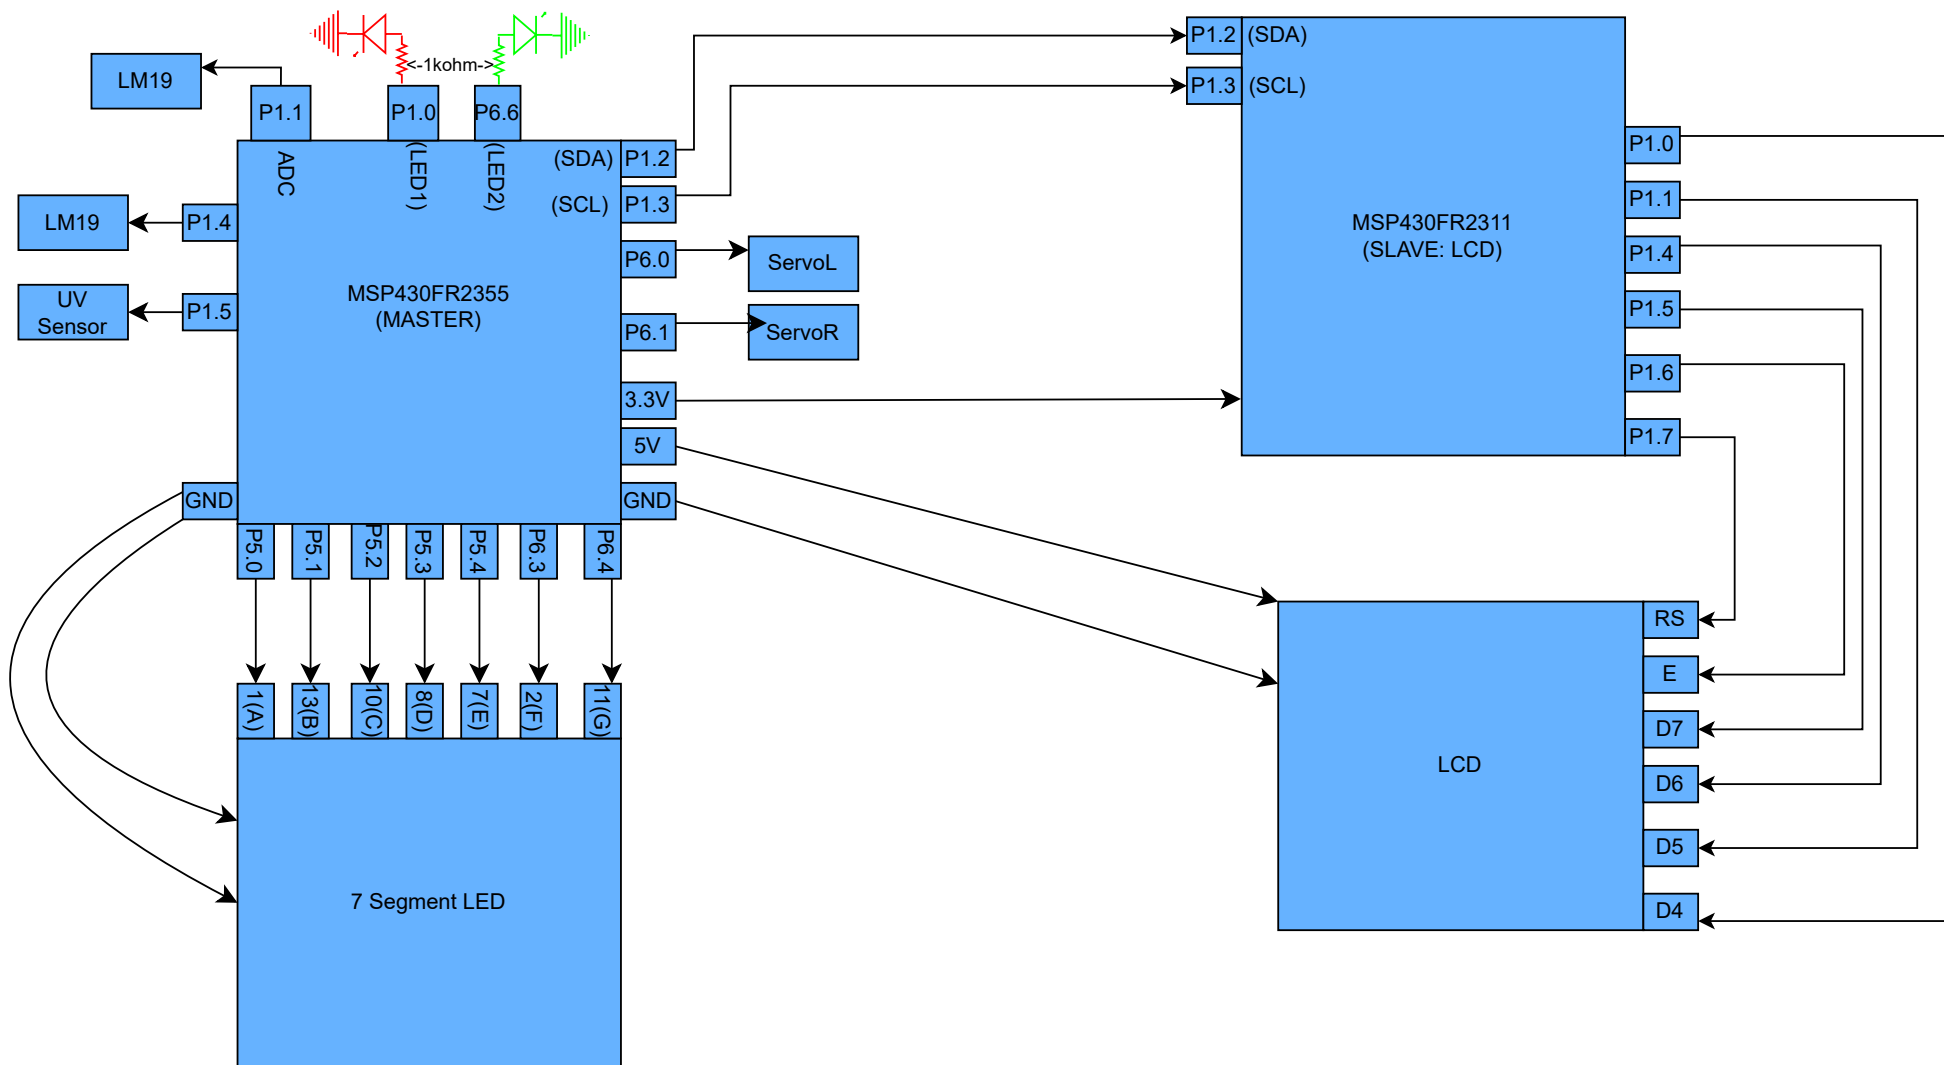 <-1kohm->
LM19
P1.1
P1.0
P6.6
ADC
(LED1)
(LED2)
(SDA)
P1.2
(SCL)
P1.3
LM19
P1.4
UV
Sensor
P1.5
MSP430FR2355
(MASTER)
P6.0
ServoL
P6.1
ServoR
3.3V
5V
GND
GND
P5.0
P5.1
P5.2
P5.3
P5.4
P6.3
P6.4
1(A)
13(B)
10(C)
8(D)
7(E)
2(F)
11(G)
7 Segment LED
P1.2
(SDA)
P1.3
(SCL)
MSP430FR2311
(SLAVE: LCD)
P1.0
P1.1
P1.4
P1.5
P1.6
P1.7
LCD
RS
E
D7
D6
D5
D4